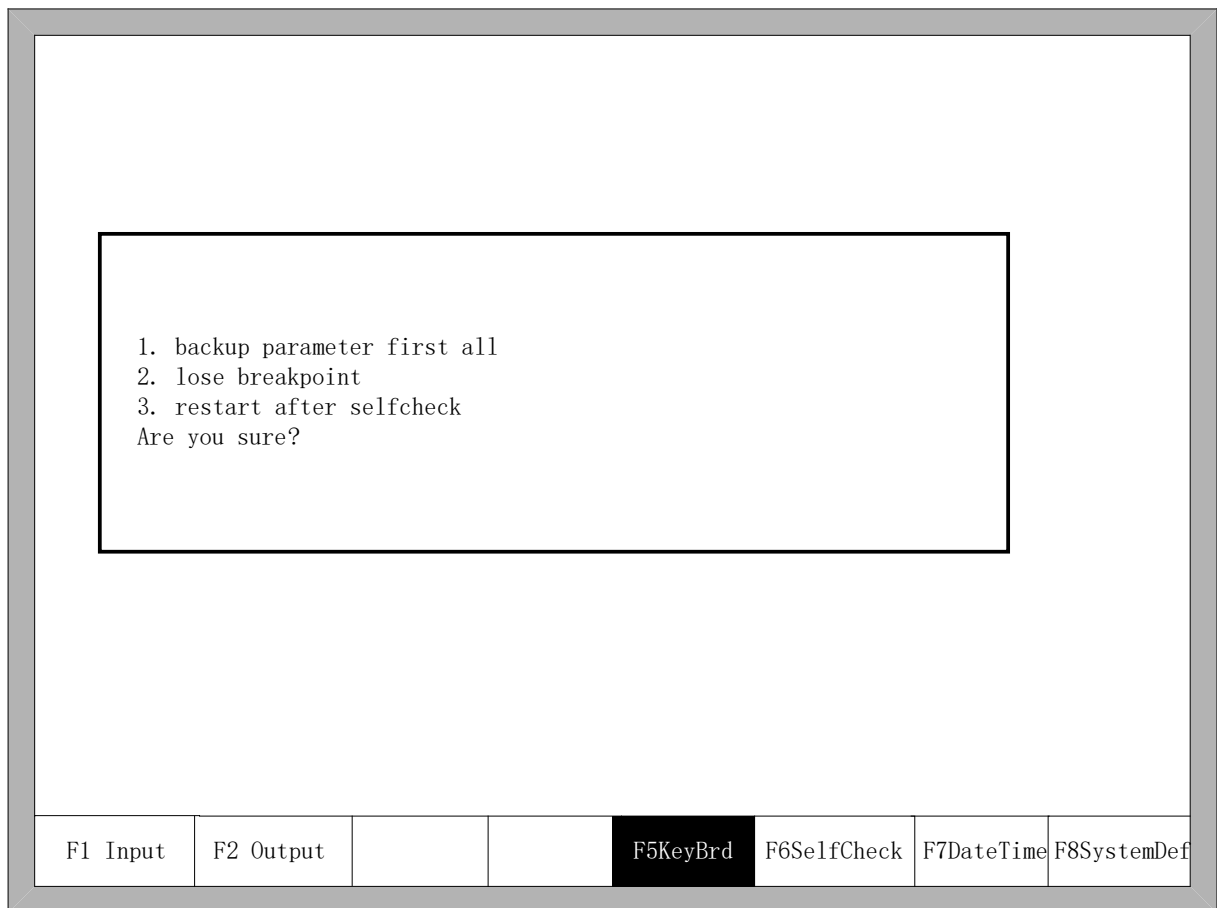 1. backup parameter first all
2. lose breakpoint
3. restart after selfcheck
Are you sure?
F1 Input F2 Output F5KeyBrd F6SelfCheck F7DateTime F8SystemDef